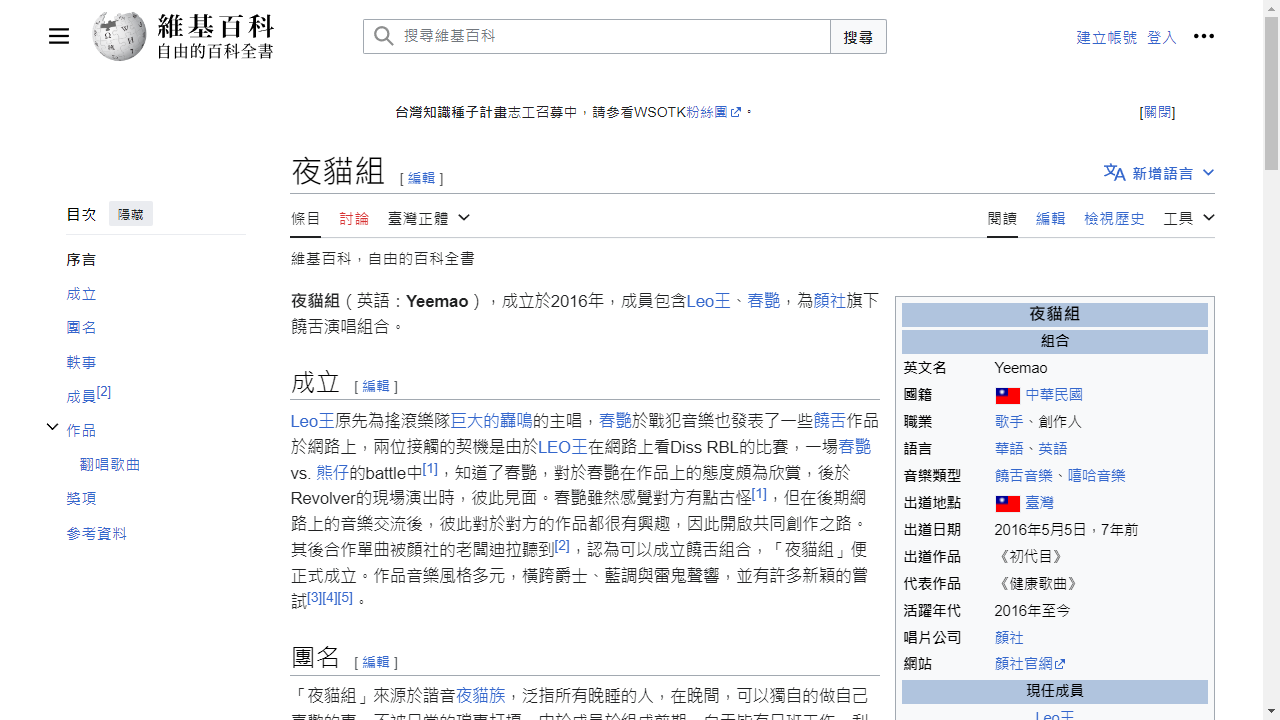 維基百科
自由的百科全書
搜尋維基百科
搜尋
建立帳號 登入
台灣知識種子計畫志工召募中，請參看WSOTK粉絲團。
[關閉]
夜貓組 [ 編輯 ]
新增語言
目次 隱藏
序言
成立
團名
軼事
成員[2]
作品
翻唱歌曲
獎項
參考資料
條目 討論 臺灣正體
閱讀 編輯 檢視歷史 工具
維基百科，自由的百科全書
夜貓組（英語：Yeemao），成立於2016年，成員包含Leo王、春艷，為顏社旗下
饒舌演唱組合。
成立 [ 編輯 ]
Leo王原先為搖滾樂隊巨大的轟鳴的主唱，春艷於戰犯音樂也發表了一些饒舌作品
於網路上，兩位接觸的契機是由於LEO王在網路上看Diss RBL的比賽，一場春艷
vs. 熊仔的battle中[1]，知道了春艷，對於春艷在作品上的態度頗為欣賞，後於
Revolver的現場演出時，彼此見面。春艷雖然感覺對方有點古怪[1]，但在後期網
路上的音樂交流後，彼此對於對方的作品都很有興趣，因此開啟共同創作之路。
其後合作單曲被顏社的老闆迪拉聽到[2]，認為可以成立饒舌組合，「夜貓組」便
正式成立。作品音樂風格多元，橫跨爵士、藍調與雷鬼聲響，並有許多新穎的嘗
試[3][4][5]。
團名 [ 編輯 ]
「夜貓組」來源於諧音夜貓族，泛指所有晚睡的人，在晚間，可以獨自的做自己
夜貓組
組合
英文名 Yeemao
國籍 中華民國
職業 歌手、創作人
語言 華語、英語
音樂類型 饒舌音樂、嘻哈音樂
出道地點 臺灣
出道日期 2016年5月5日，7年前
出道作品 《初代目》
代表作品 《健康歌曲》
活躍年代 2016年至今
唱片公司 顏社
網站 顏社官網
現任成員
Leo王